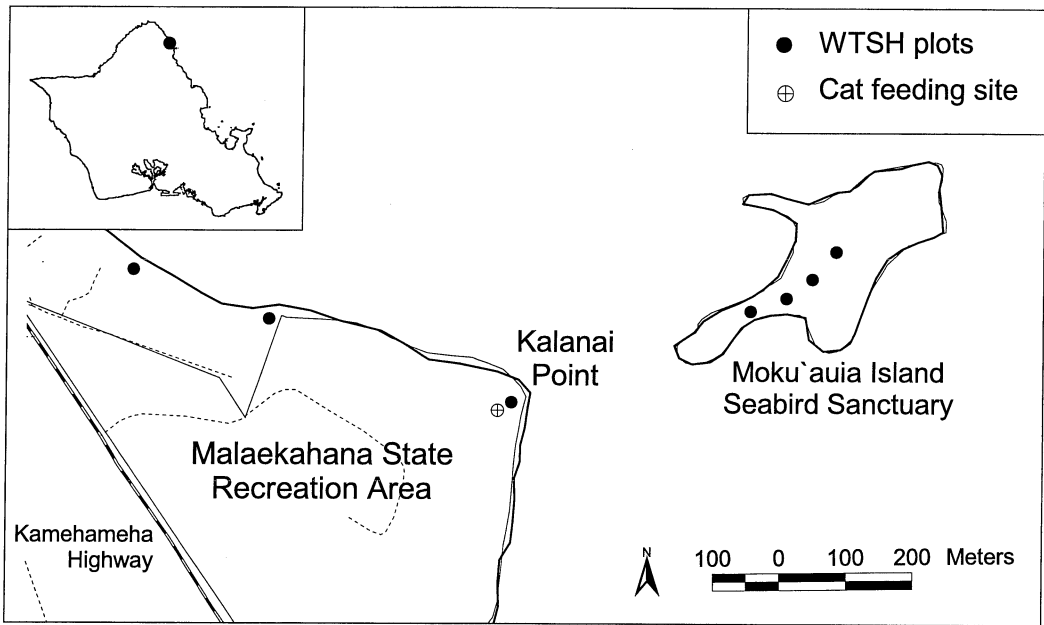 WTSH plots
Cat feeding site
Kalanai
Point
Moku`auia Island
Seabird Sanctuary
Malaekahana State
Recreation Area
Kamehameha
Highway
N
100 0 100 200 Meters